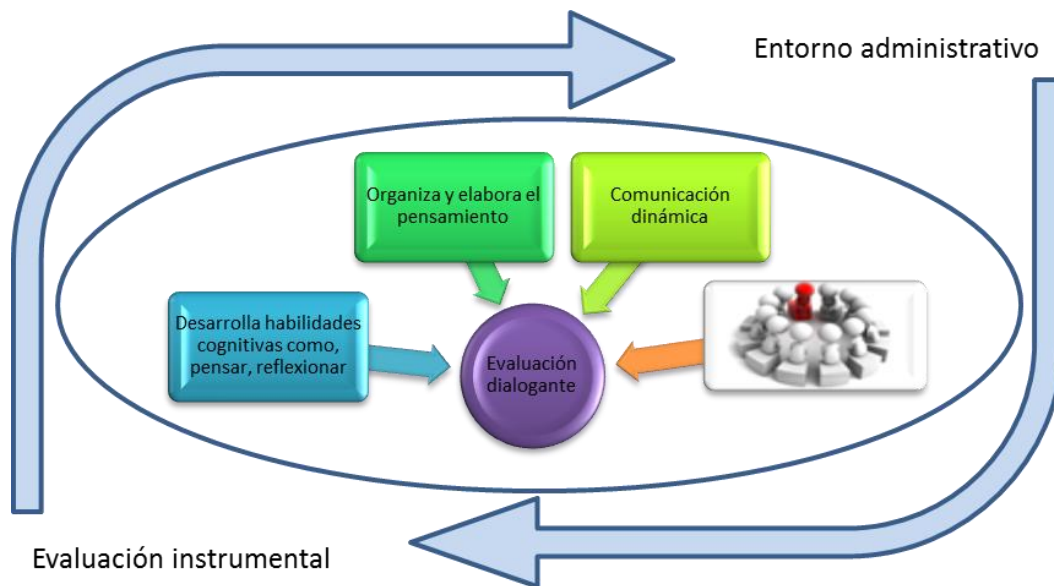 Entorno administrativo
Organiza y elabora el
pensamiento
Comunicación
dinámica
Desarrolla habilidades
cognitivas como,
pensar, reflexionar
Evaluación
dialogante
Evaluación instrumental